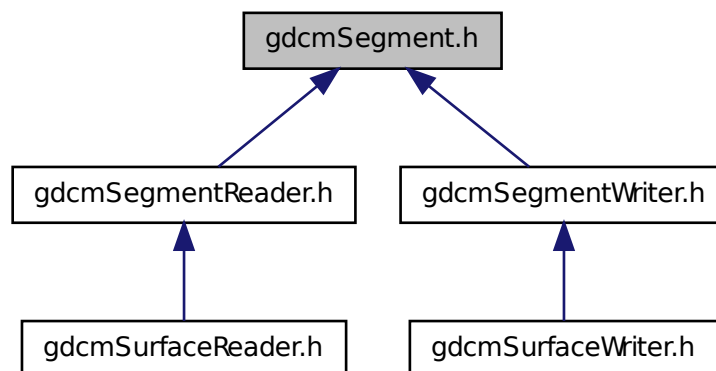 gdcmSegment.h
gdcmSegmentReader.h
gdcmSegmentWriter.h
gdcmSurfaceReader.h
gdcmSurfaceWriter.h